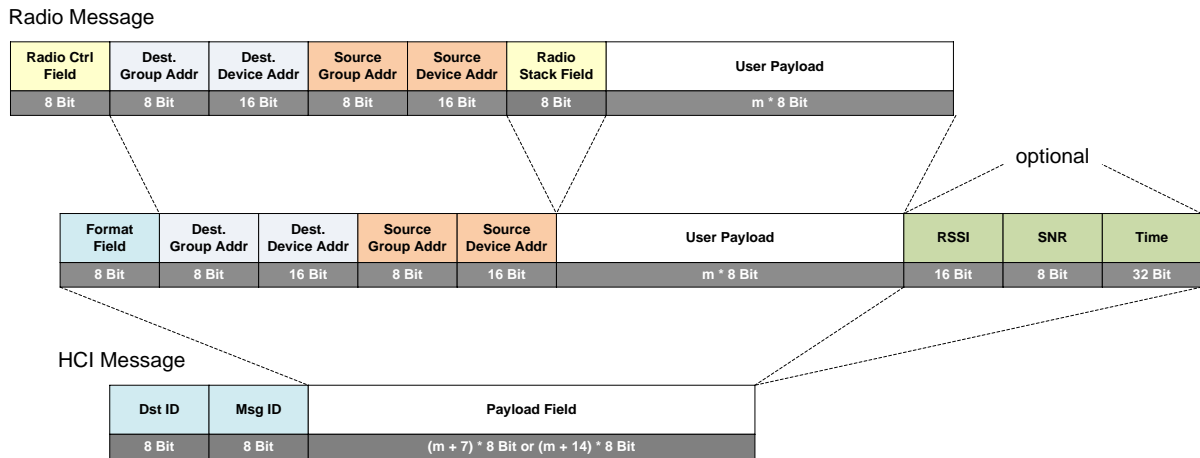 Radio Message
Radio Ctrl Field
Dest. Group Addr
Dest. Device Addr
Source Group Addr
Source Device Addr
Radio Stack Field
User Payload
8 Bit
8 Bit
16 Bit
8 Bit
16 Bit
8 Bit
m * 8 Bit
optional
Format Field
Dest. Group Addr
Dest. Device Addr
Source Group Addr
Source Device Addr
User Payload
RSSI
SNR
Time
8 Bit
8 Bit
16 Bit
8 Bit
16 Bit
m * 8 Bit
16 Bit
8 Bit
32 Bit
HCI Message
Dst ID
Msg ID
Payload Field
8 Bit
8 Bit
(m + 7) * 8 Bit or (m + 14) * 8 Bit